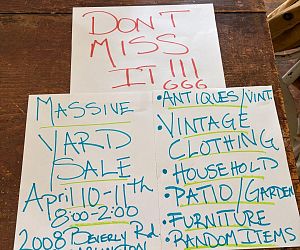 DON'T
MISS
IT!!!
666
MASSIVE
YARD
SALE
April 10-11th
8:00-2:00
2008 BEVERLY Rd.
• ANTIQUES/VINT.
• VINTAGE
CLOTHING
• HOUSEHOLD
• PATIO/GARDEN
• FURNITURE
• RANDOM ITEMS